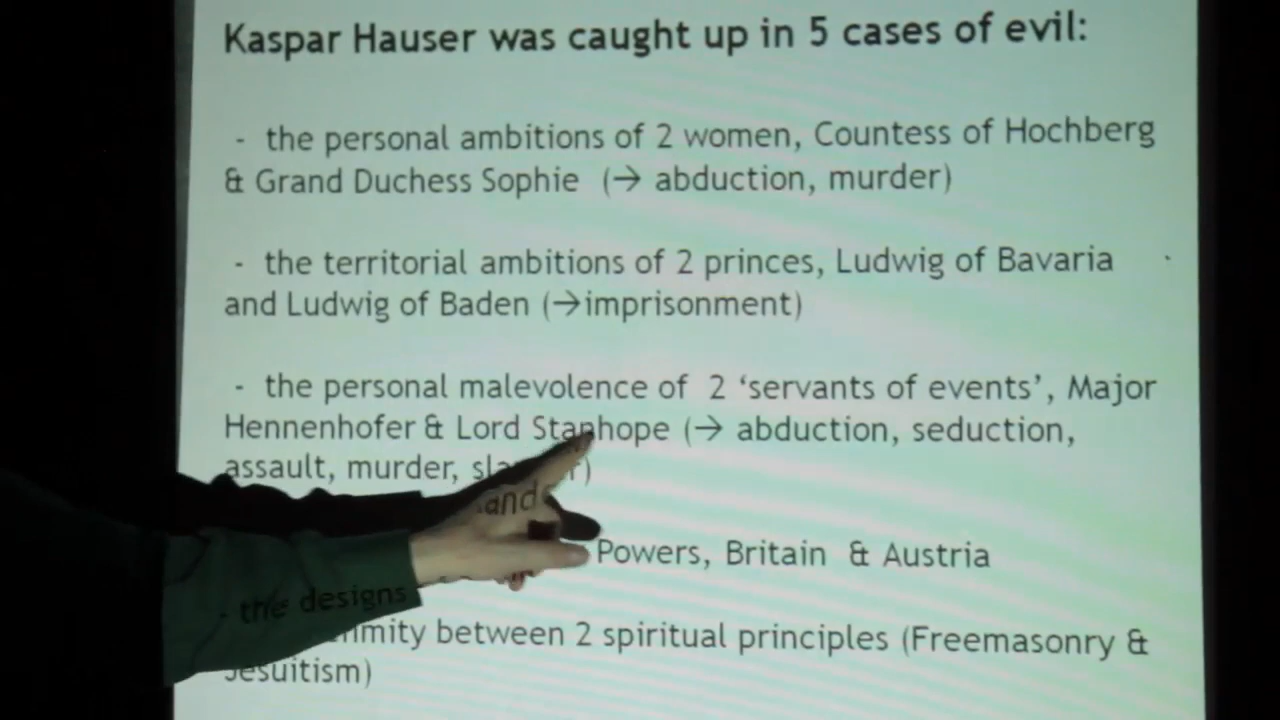 Kaspar Hauser was caught up in 5 cases of evil:
- the personal ambitions of 2 women, Countess of Hochberg
& Grand Duchess Sophie (→ abduction, murder)
- the territorial ambitions of 2 princes, Ludwig of Bavaria
and Ludwig of Baden (→imprisonment)
- the personal malevolence of 2 ‘servants of events’, Major
Hennenhofer & Lord Stanhope (→ abduction, seduction,
assault, murder,
- the designs Powers, Britain & Austria
between 2 spiritual principles (Freemasonry &
Jesuitism)